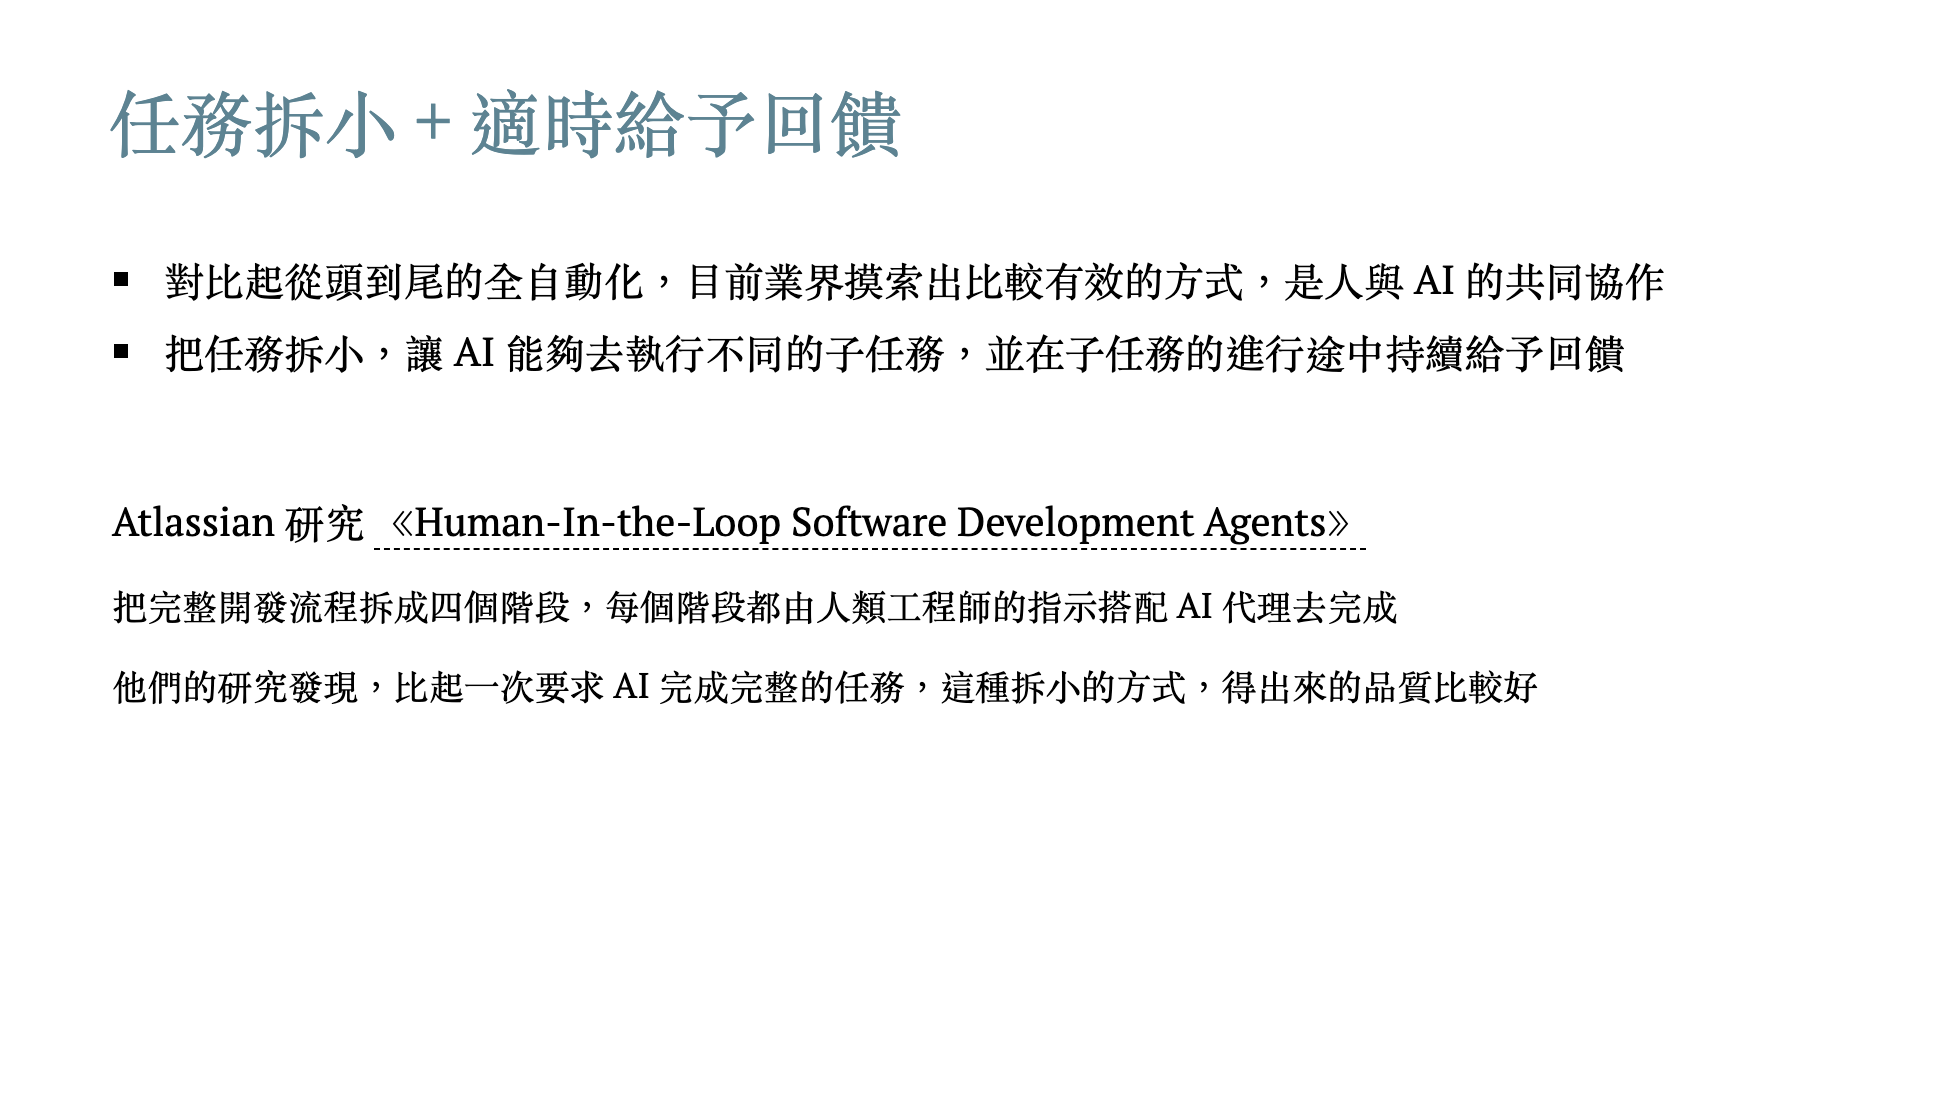 任務拆小 + 適時給予回饋
▪ 對比起從頭到尾的全自動化，目前業界摸索出比較有效的方式，是人與 AI 的共同協作
▪ 把任務拆小，讓 AI 能夠去執行不同的子任務，並在子任務的進行途中持續給予回饋
Atlassian 研究 《Human-In-the-Loop Software Development Agents》
把完整開發流程拆成四個階段，每個階段都由人類工程師的指示搭配 AI 代理去完成
他們的研究發現，比起一次要求 AI 完成完整的任務，這種拆小的方式，得出來的品質比較好